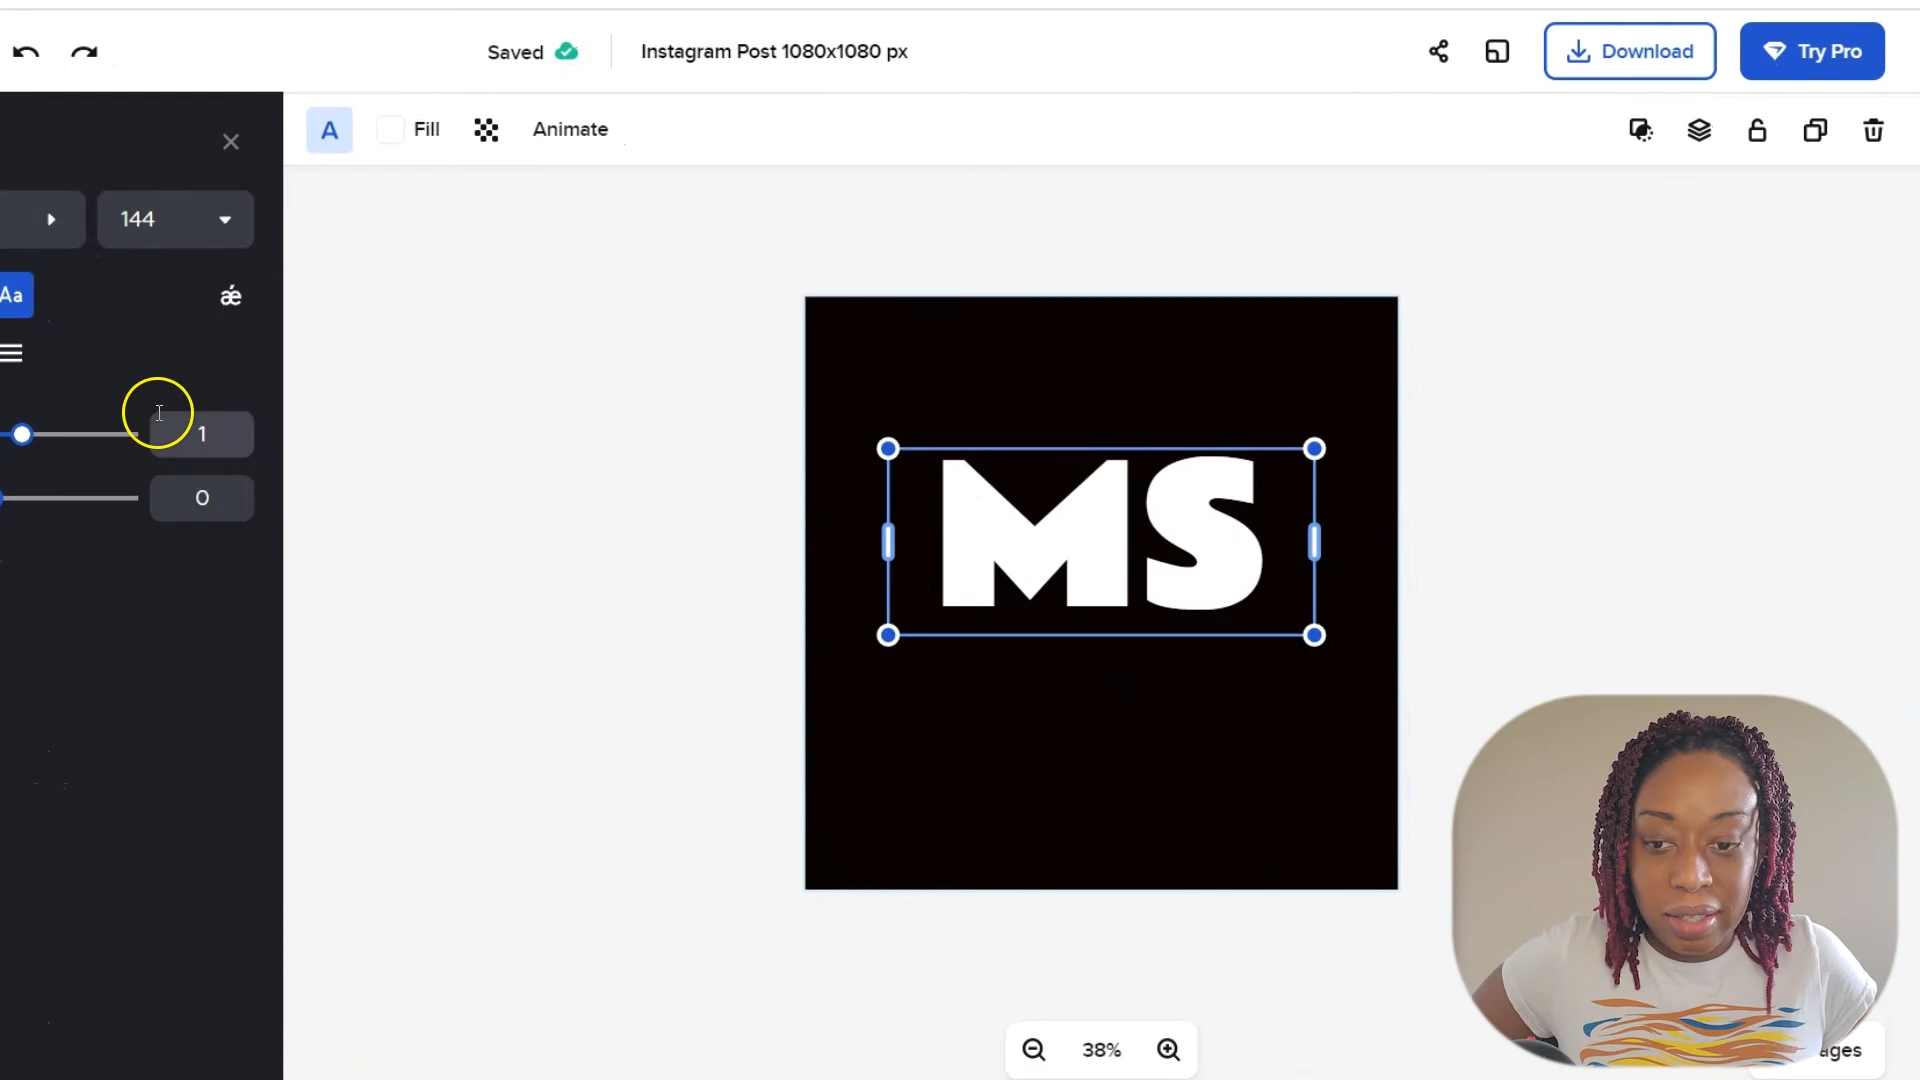 Saved
Instagram Post 1080x1080 px
Download
Try Pro
A
Fill
Animate
144
Aa
ǽ
1
0
MS
38%
ages